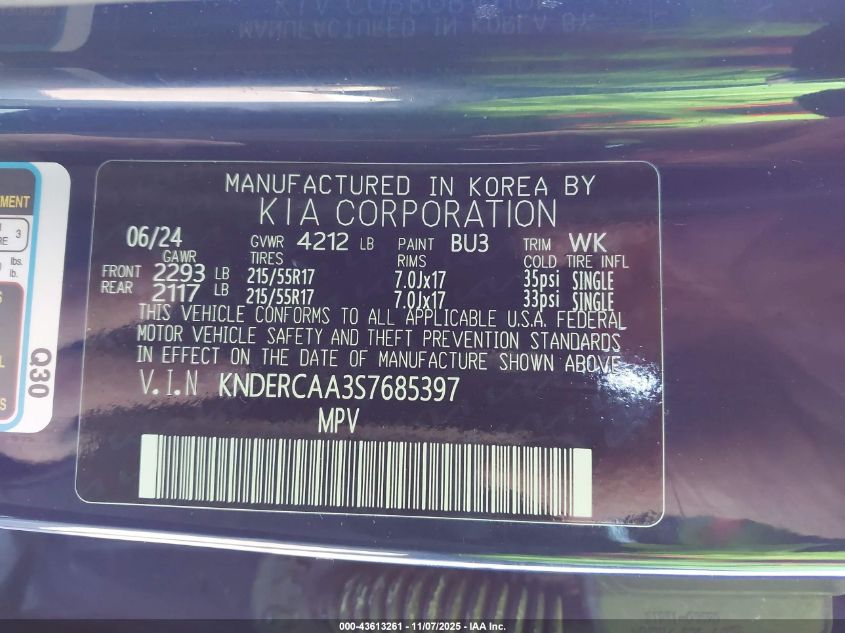 MANUFACTURED IN KOREA BY
KIA CORPORATION
06/24 GVWR 4212 LB PAINT BU3 TRIM WK
GAWR TIRES RIMS COLD TIRE INFL
FRONT 2293 LB 215/55R17 7.0Jx17 35psi SINGLE
REAR 2117 LB 215/55R17 7.0Jx17 33psi SINGLE
THIS VEHICLE CONFORMS TO ALL APPLICABLE U.S.A. FEDERAL
MOTOR VEHICLE SAFETY AND THEFT PREVENTION STANDARDS
IN EFFECT ON THE DATE OF MANUFACTURE SHOWN ABOVE
V.I.N KNDERCAA3S7685397
MPV
3
lbs.
lb.
Q30
000-43613261 - 11/07/2025 - IAA Inc.